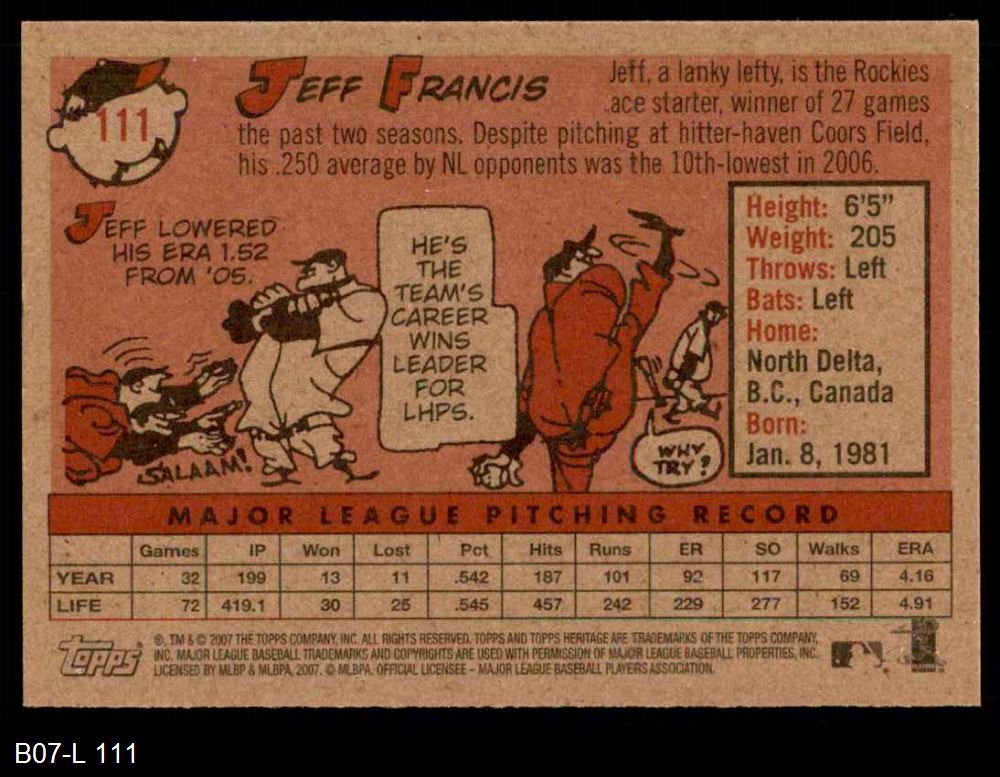 111
JEFF FRANCIS
Jeff, a lanky lefty, is the Rockies
ace starter, winner of 27 games
the past two seasons. Despite pitching at hitter-haven Coors Field,
his .250 average by NL opponents was the 10th-lowest in 2006.
JEFF LOWERED
HIS ERA 1.52
FROM '05.
SALAAM!
HE'S
THE
TEAM'S
CAREER
WINS
LEADER
FOR
LHPS.
WHY
TRY?
Height: 6'5"
Weight: 205
Throws: Left
Bats: Left
Home:
North Delta,
B.C., Canada
Born:
Jan. 8, 1981
MAJOR LEAGUE PITCHING RECORD
Games IP Won Lost Pct Hits Runs ER SO Walks ERA
YEAR 32 199 13 11 .542 187 101 92 117 69 4.16
LIFE 72 419.1 30 25 .545 457 242 229 277 152 4.91
Topps
®, TM & © 2007 THE TOPPS COMPANY, INC. ALL RIGHTS RESERVED. TOPPS AND TOPPS HERITAGE ARE TRADEMARKS OF THE TOPPS COMPANY,
INC. MAJOR LEAGUE BASEBALL TRADEMARKS AND COPYRIGHTS ARE USED WITH PERMISSION OF MAJOR LEAGUE BASEBALL PROPERTIES, INC.
LICENSED BY MLBP & MLBPA, 2007. © MLBPA. OFFICIAL LICENSEE – MAJOR LEAGUE BASEBALL PLAYERS ASSOCIATION.
B07-L 111